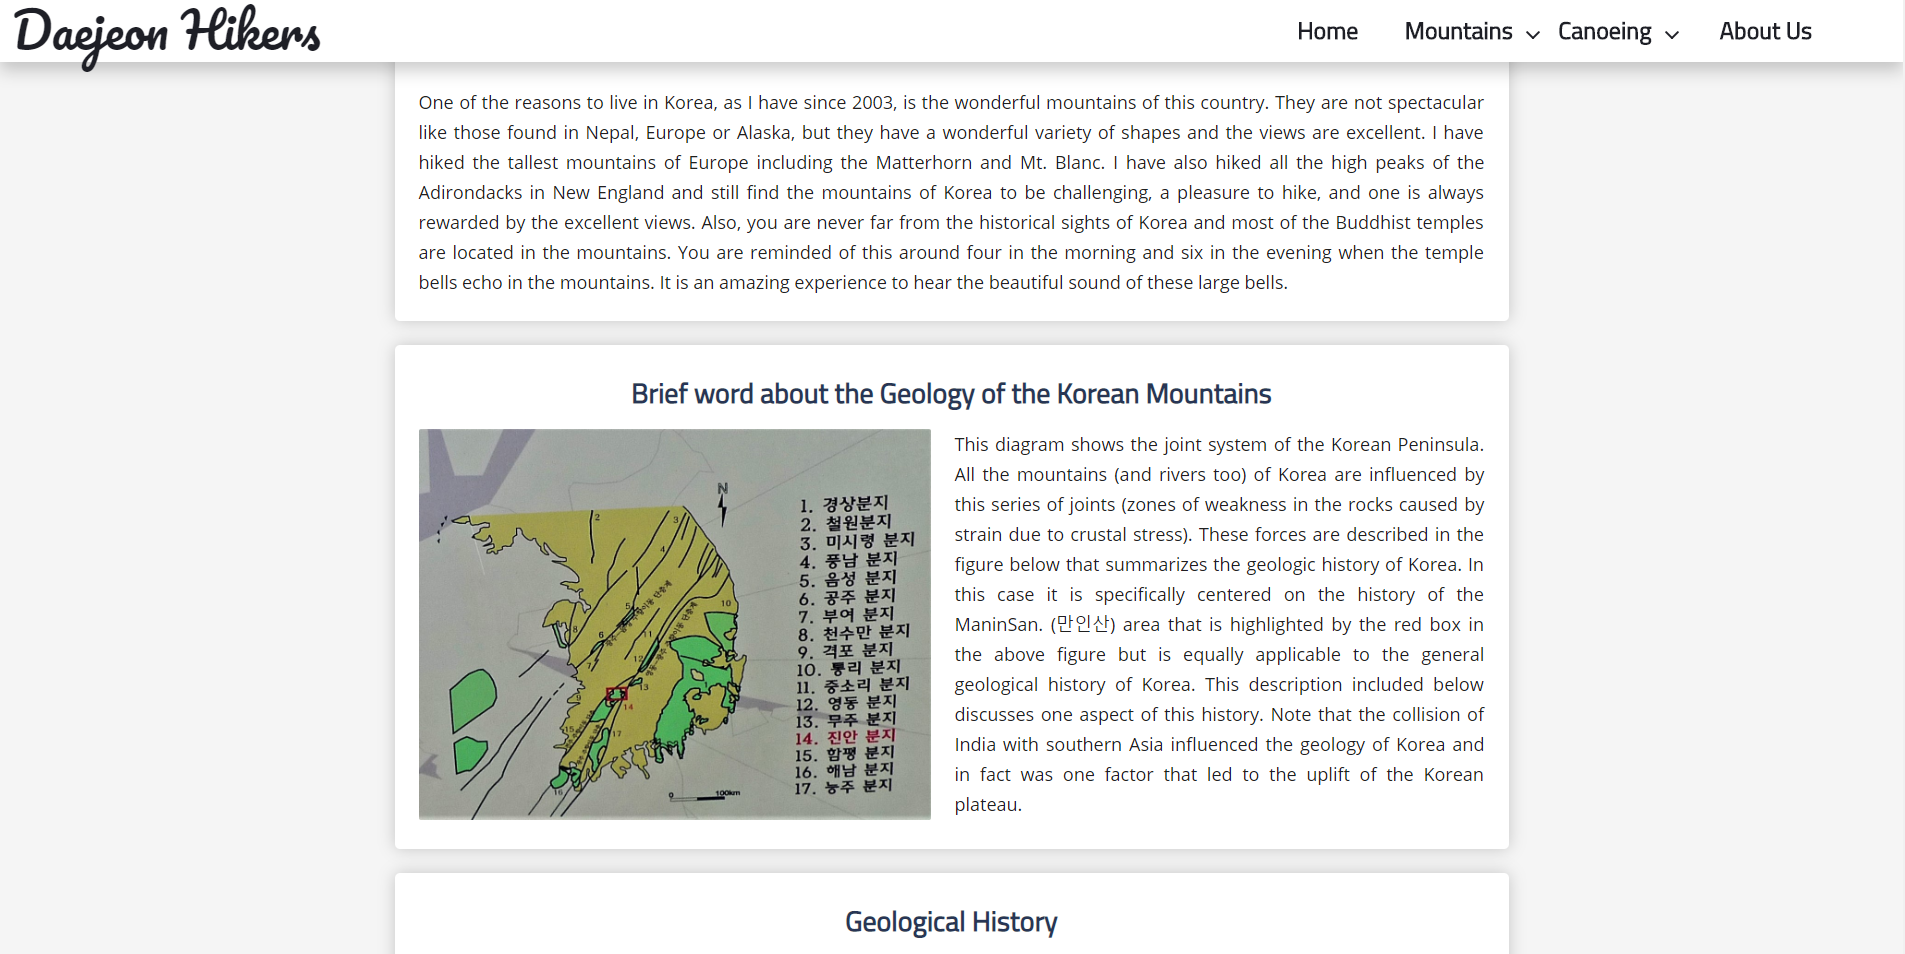 Daejeon Hikers
Home
Mountains
Canoeing
About Us
One of the reasons to live in Korea, as I have since 2003, is the wonderful mountains of this country. They are not spectacular
like those found in Nepal, Europe or Alaska, but they have a wonderful variety of shapes and the views are excellent. I have
hiked the tallest mountains of Europe including the Matterhorn and Mt. Blanc. I have also hiked all the high peaks of the
Adirondacks in New England and still find the mountains of Korea to be challenging, a pleasure to hike, and one is always
rewarded by the excellent views. Also, you are never far from the historical sights of Korea and most of the Buddhist temples
are located in the mountains. You are reminded of this around four in the morning and six in the evening when the temple
bells echo in the mountains. It is an amazing experience to hear the beautiful sound of these large bells.
Brief word about the Geology of the Korean Mountains
N
1. 경상분지
2. 철원분지
3. 미시령 분지
4. 풍남 분지
5. 음성 분지
6. 공주 분지
7. 부여 분지
8. 천수만 분지
9. 격포 분지
10. 통리 분지
11. 중소리 분지
12. 영동 분지
13. 무주 분지
14. 진안 분지
15. 함평 분지
16. 해남 분지
17. 능주 분지
2
3
4
5
6
7
8
9
10
11
12
13
14
15
16
17
0 100km
This diagram shows the joint system of the Korean Peninsula.
All the mountains (and rivers too) of Korea are influenced by
this series of joints (zones of weakness in the rocks caused by
strain due to crustal stress). These forces are described in the
figure below that summarizes the geologic history of Korea. In
this case it is specifically centered on the history of the
ManinSan. (만인산) area that is highlighted by the red box in
the above figure but is equally applicable to the general
geological history of Korea. This description included below
discusses one aspect of this history. Note that the collision of
India with southern Asia influenced the geology of Korea and
in fact was one factor that led to the uplift of the Korean
plateau.
Geological History